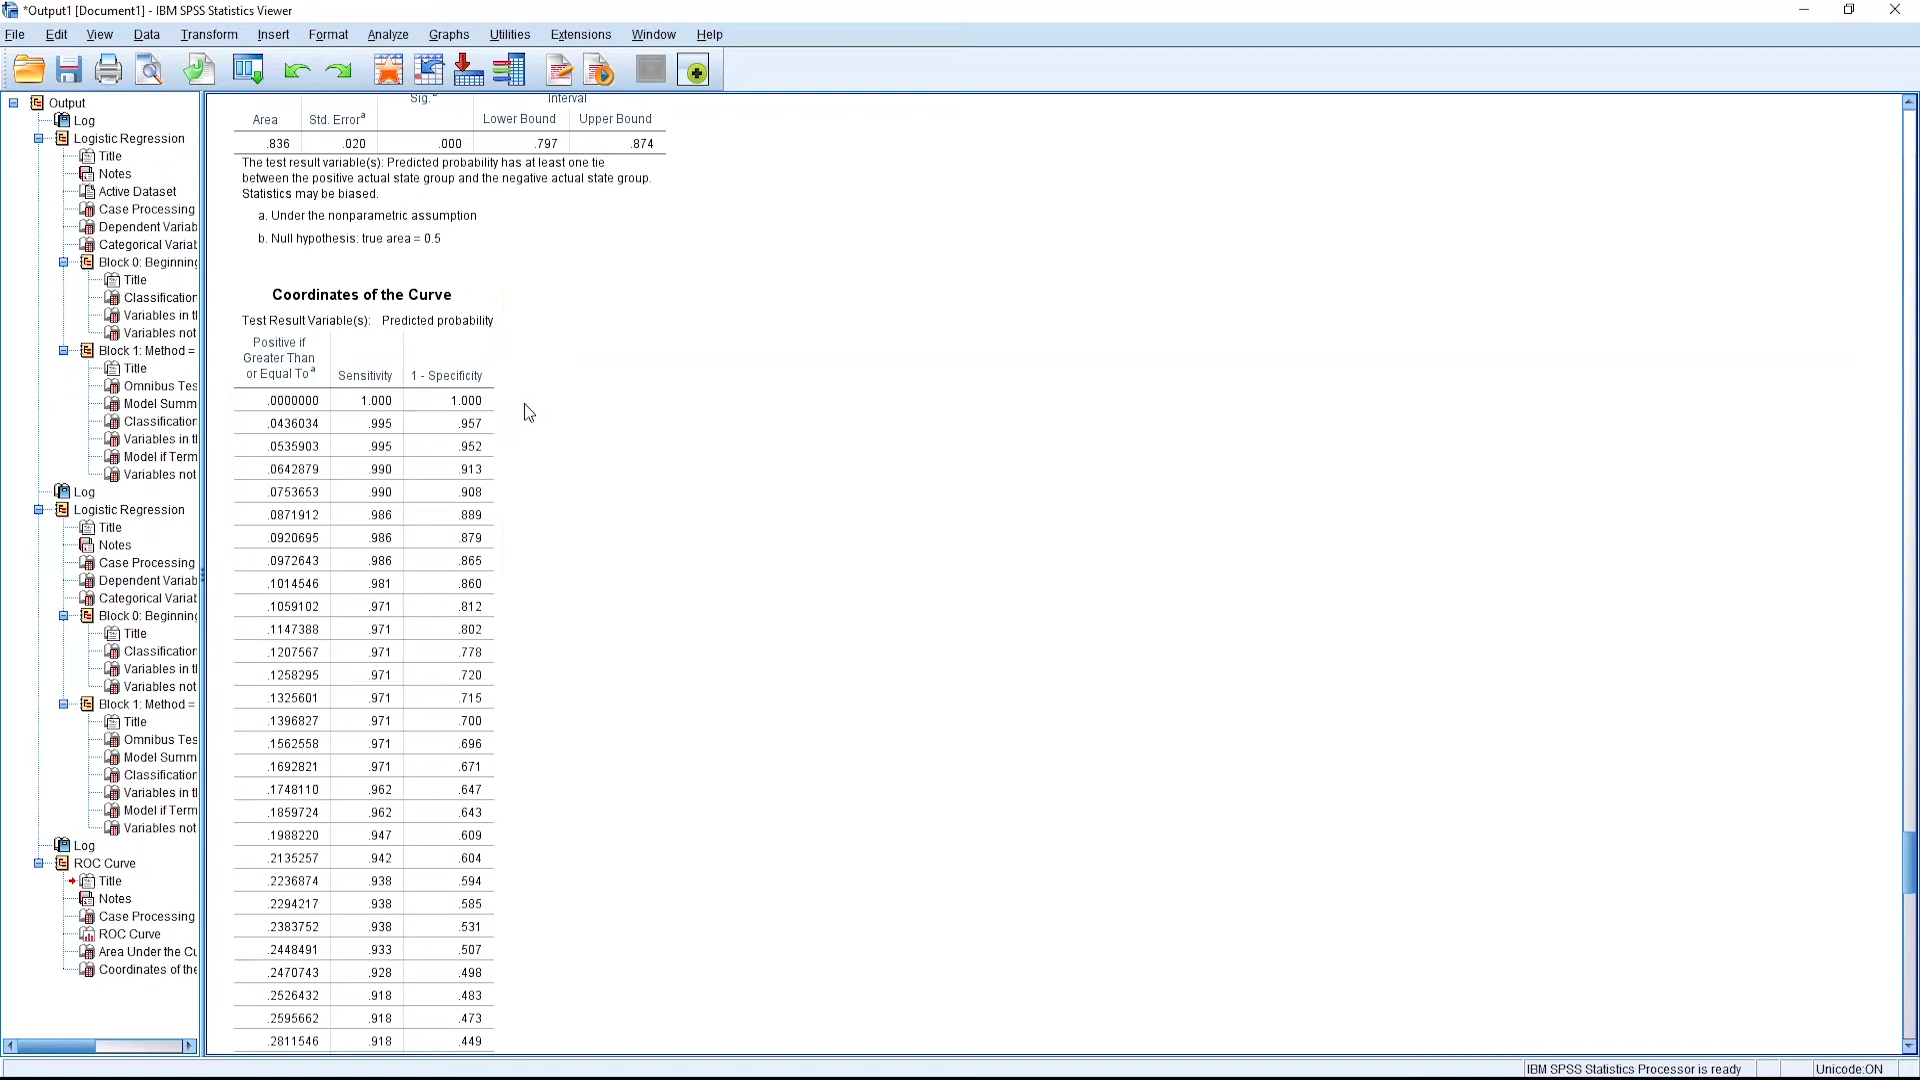 *Output1 [Document1] - IBM SPSS Statistics Viewer
File Edit View Data Transform Insert Format Analyze Graphs Utilities Extensions Window Help
Output
Log
Logistic Regression
Title
Notes
Active Dataset
Case Processing
Dependent Variab
Categorical Variat
Block 0: Beginning
Title
Classification
Variables in tl
Variables not
Block 1: Method =
Title
Omnibus Tes
Model Summ
Classification
Variables in tl
Model if Term
Variables not
Log
Logistic Regression
Title
Notes
Case Processing
Dependent Variab
Categorical Variat
Block 0: Beginning
Title
Classification
Variables in tl
Variables not
Block 1: Method =
Title
Omnibus Tes
Model Summ
Classification
Variables in tl
Model if Term
Variables not
Log
ROC Curve
Title
Notes
Case Processing
ROC Curve
Area Under the Cu
Coordinates of the
Sig.b Interval
Area Std. Errora Lower Bound Upper Bound
.836 .020 .000 .797 .874
The test result variable(s): Predicted probability has at least one tie
between the positive actual state group and the negative actual state group.
Statistics may be biased.
a. Under the nonparametric assumption
b. Null hypothesis: true area = 0.5
Coordinates of the Curve
Test Result Variable(s): Predicted probability
Positive if
Greater Than
or Equal Toa Sensitivity 1 - Specificity
.0000000 1.000 1.000
.0436034 .995 .957
.0535903 .995 .952
.0642879 .990 .913
.0753653 .990 .908
.0871912 .986 .889
.0920695 .986 .879
.0972643 .986 .865
.1014546 .981 .860
.1059102 .971 .812
.1147388 .971 .802
.1207567 .971 .778
.1258295 .971 .720
.1325601 .971 .715
.1396827 .971 .700
.1562558 .971 .696
.1692821 .971 .671
.1748110 .962 .647
.1859724 .962 .643
.1988220 .947 .609
.2135257 .942 .604
.2236874 .938 .594
.2294217 .938 .585
.2383752 .938 .531
.2448491 .933 .507
.2470743 .928 .498
.2526432 .918 .483
.2595662 .918 .473
.2811546 .918 .449
IBM SPSS Statistics Processor is ready Unicode:ON